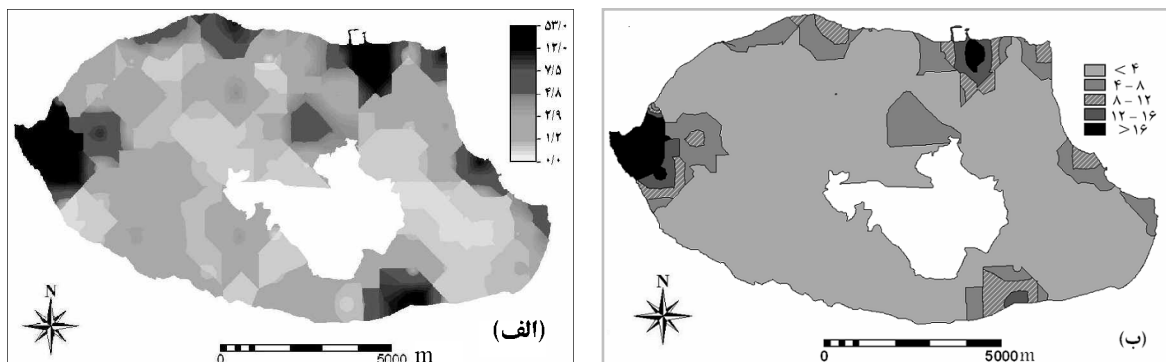 ۵۳/۰
۱۲/۰
۷/۵
۴/۸
۲/۹
۱/۲
۰/۰
N
(الف)
0 5000 m
< ۴
۴ - ۸
۸ - ۱۲
۱۲ - ۱۶
> ۱۶
N
(ب)
0 5000 m